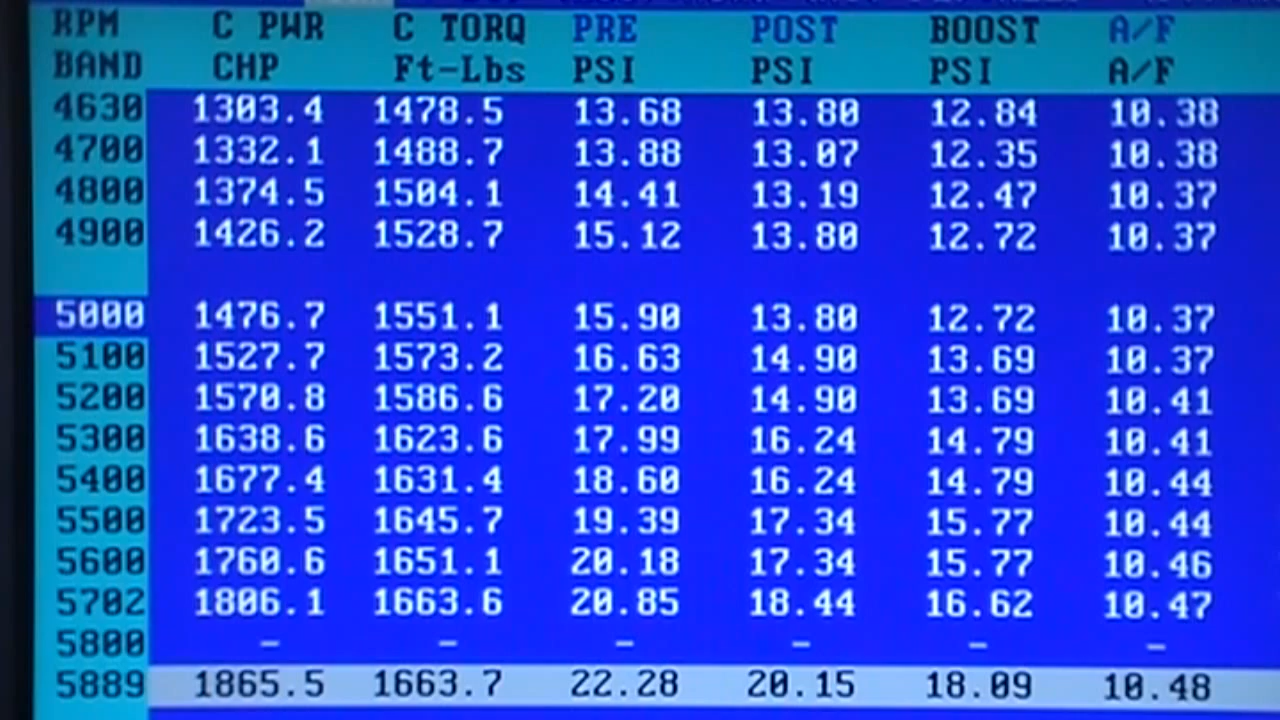 RPM C PWR C TORQ PRE POST BOOST A/F
BAND CHP Ft-Lbs PSI PSI PSI A/F
4630 1303.4 1478.5 13.68 13.80 12.84 10.38
4700 1332.1 1488.7 13.88 13.07 12.35 10.38
4800 1374.5 1504.1 14.41 13.19 12.47 10.37
4900 1426.2 1528.7 15.12 13.80 12.72 10.37
5000 1476.7 1551.1 15.90 13.80 12.72 10.37
5100 1527.7 1573.2 16.63 14.90 13.69 10.37
5200 1570.8 1586.6 17.20 14.90 13.69 10.41
5300 1638.6 1623.6 17.99 16.24 14.79 10.41
5400 1677.4 1631.4 18.60 16.24 14.79 10.44
5500 1723.5 1645.7 19.39 17.34 15.77 10.44
5600 1760.6 1651.1 20.18 17.34 15.77 10.46
5702 1806.1 1663.6 20.85 18.44 16.62 10.47
5800 – – – – – –
5889 1865.5 1663.7 22.28 20.15 18.09 10.48